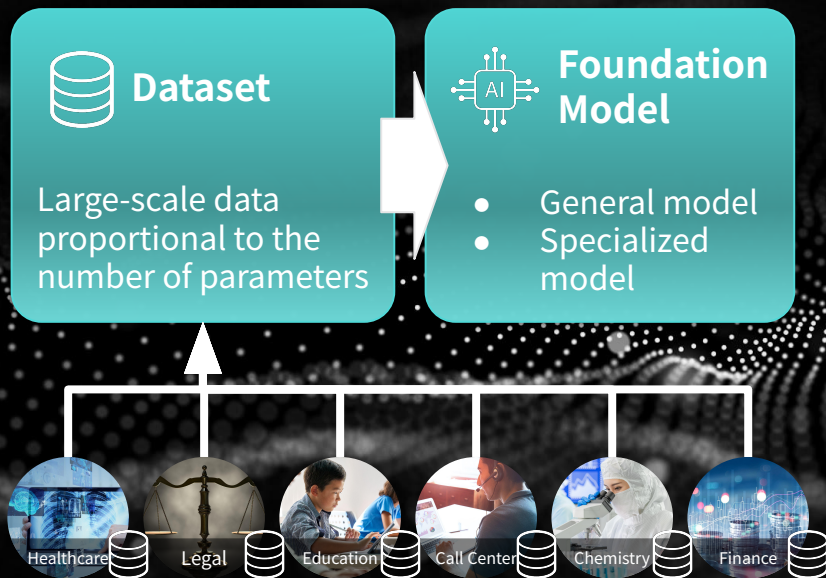 Dataset
Large-scale data
proportional to the
number of parameters
AI
Foundation
Model
● General model
● Specialized
model
Healthcare
Legal
Education
Call Center
Chemistry
Finance